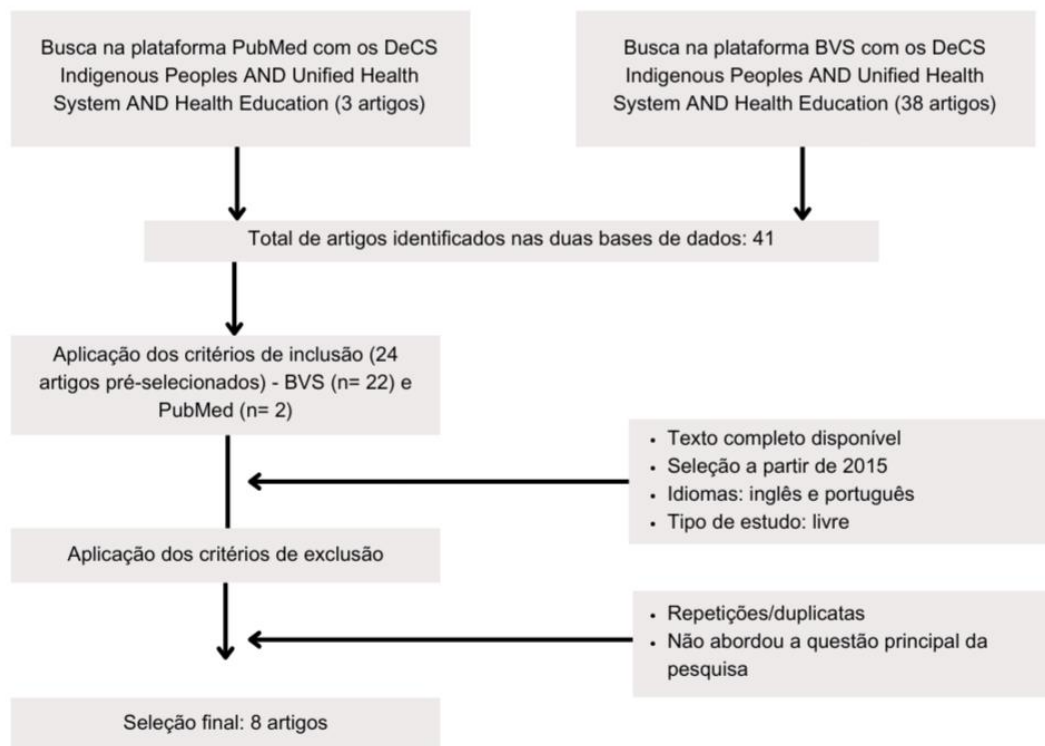 Busca na plataforma PubMed com os DeCS
Indigenous Peoples AND Unified Health
System AND Health Education (3 artigos)
Busca na plataforma BVS com os DeCS
Indigenous Peoples AND Unified Health
System AND Health Education (38 artigos)
Total de artigos identificados nas duas bases de dados: 41
Aplicação dos critérios de inclusão (24
artigos pré-selecionados) - BVS (n= 22) e
PubMed (n= 2)
• Texto completo disponível
• Seleção a partir de 2015
• Idiomas: inglês e português
• Tipo de estudo: livre
Aplicação dos critérios de exclusão
• Repetições/duplicatas
• Não abordou a questão principal da
pesquisa
Seleção final: 8 artigos